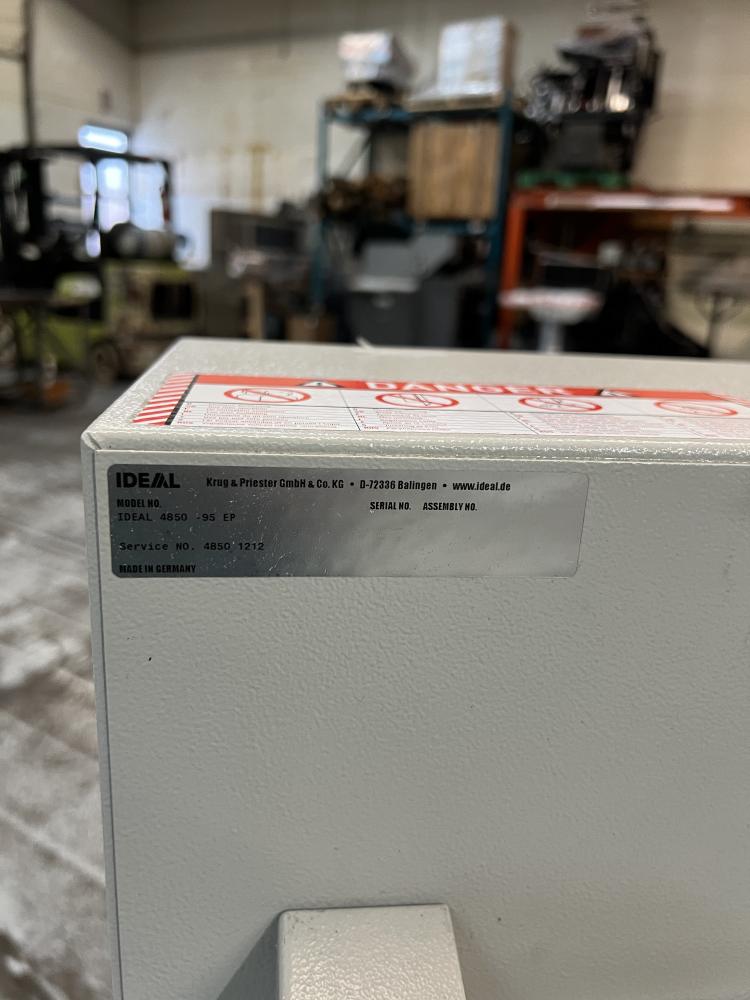 DANGER
IDEAL Krug & Priester GmbH & Co. KG • D-72336 Balingen • www.ideal.de
MODEL NO. SERIAL NO. ASSEMBLY NO.
IDEAL 4850 -95 EP
Service NO. 4850 1212
MADE IN GERMANY